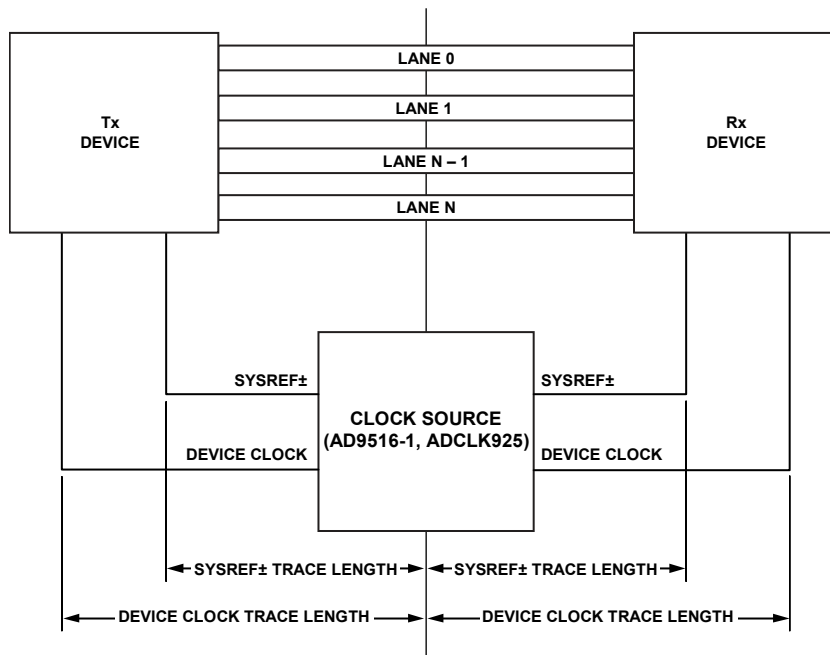 LANE 0
LANE 1
LANE N – 1
LANE N
Tx
DEVICE
Rx
DEVICE
SYSREF±
SYSREF±
CLOCK SOURCE
(AD9516-1, ADCLK925)
DEVICE CLOCK
DEVICE CLOCK
SYSREF± TRACE LENGTH
SYSREF± TRACE LENGTH
DEVICE CLOCK TRACE LENGTH
DEVICE CLOCK TRACE LENGTH